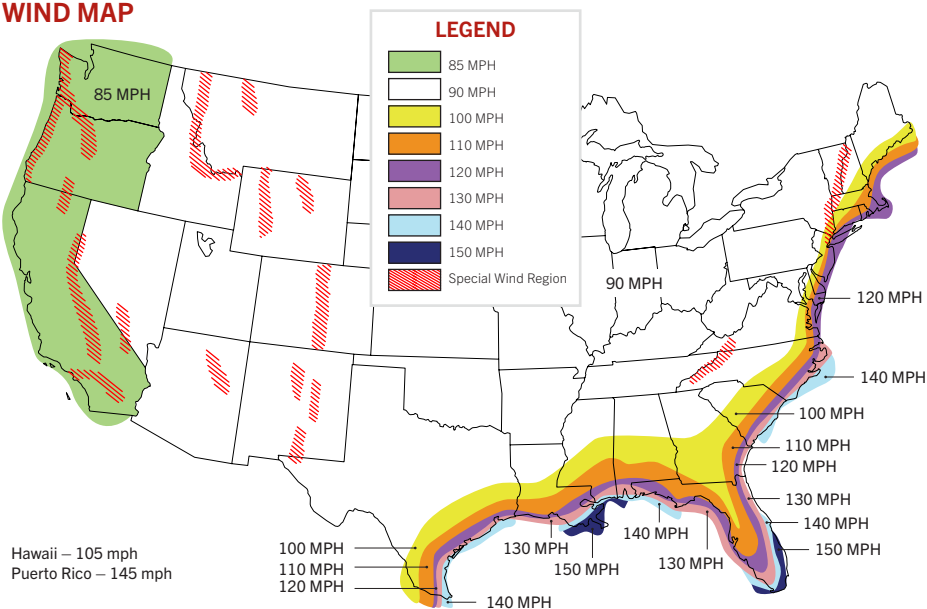 WIND MAP
LEGEND
85 MPH
90 MPH
100 MPH
110 MPH
120 MPH
130 MPH
140 MPH
150 MPH
Special Wind Region
85 MPH
90 MPH
120 MPH
140 MPH
100 MPH
110 MPH
120 MPH
130 MPH
140 MPH
150 MPH
130 MPH
140 MPH
150 MPH
130 MPH
100 MPH
110 MPH
120 MPH
140 MPH
Hawaii – 105 mph
Puerto Rico – 145 mph